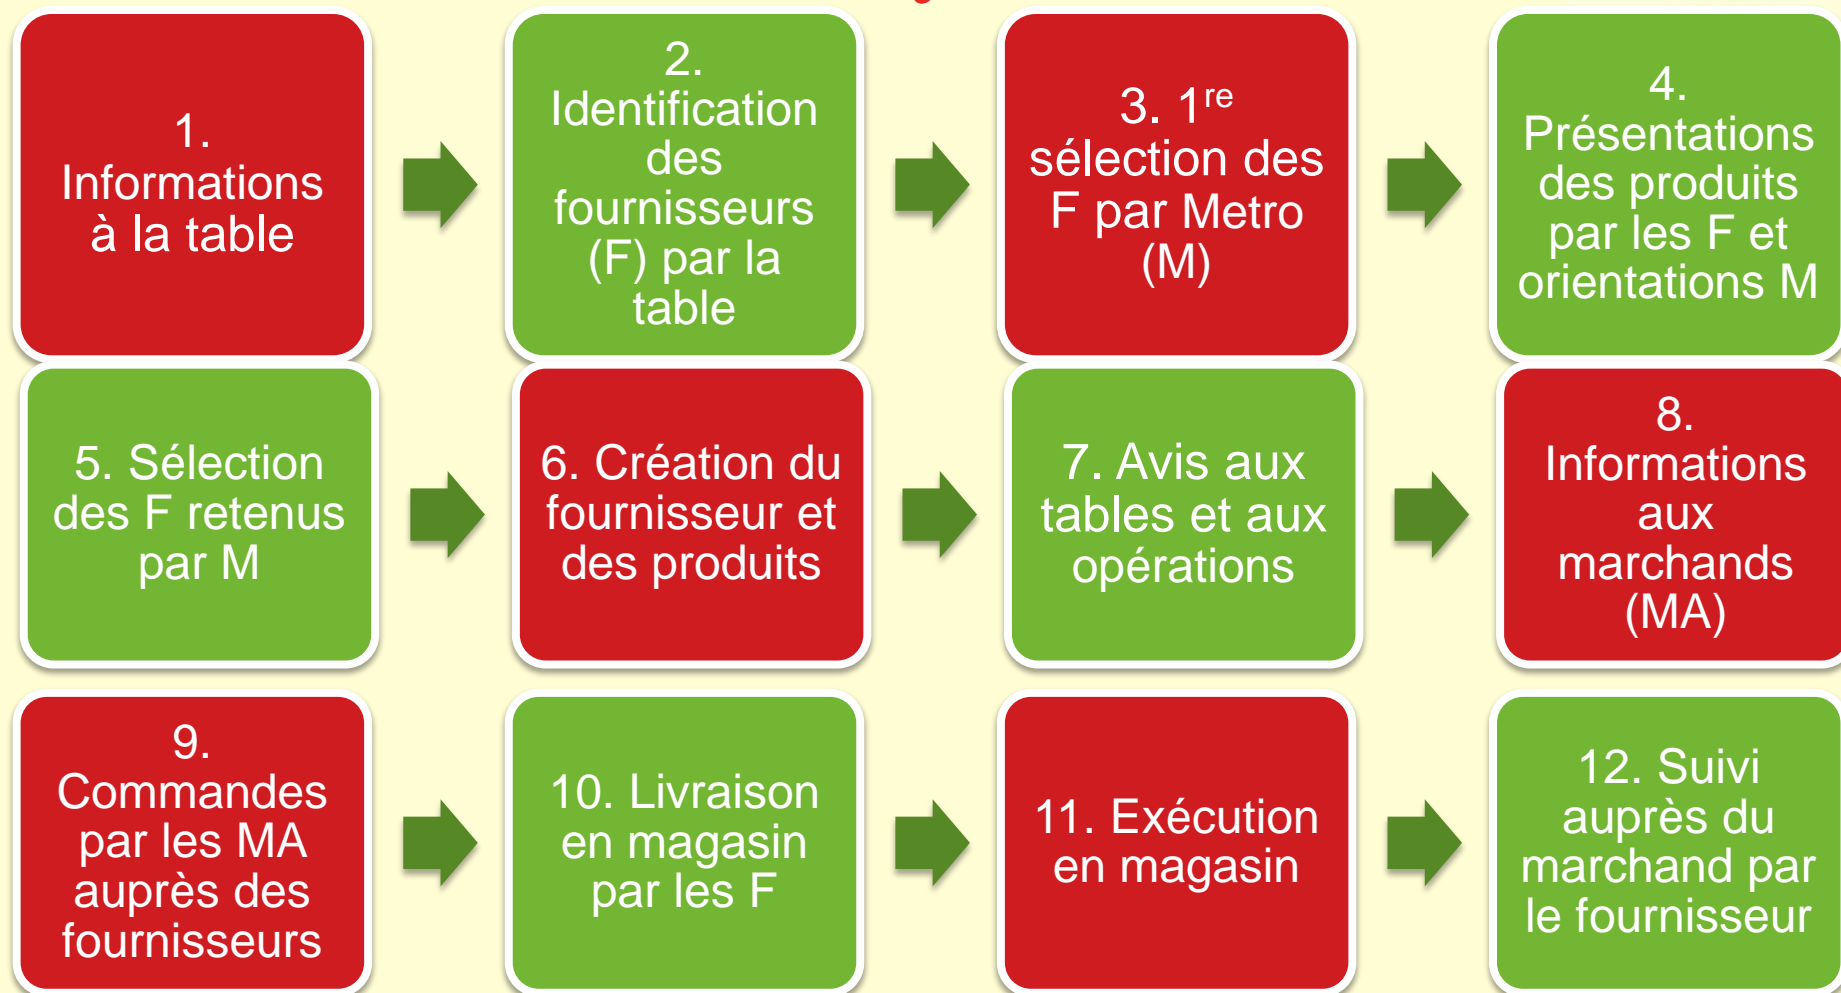 1.
Informations
à la table
2.
Identification
des
fournisseurs
(F) par la
table
3. 1re
sélection des
F par Metro
(M)
4.
Présentations
des produits
par les F et
orientations M
5. Sélection
des F retenus
par M
6. Création du
fournisseur et
des produits
7. Avis aux
tables et aux
opérations
8.
Informations
aux
marchands
(MA)
9.
Commandes
par les MA
auprès des
fournisseurs
10. Livraison
en magasin
par les F
11. Exécution
en magasin
12. Suivi
auprès du
marchand par
le fournisseur